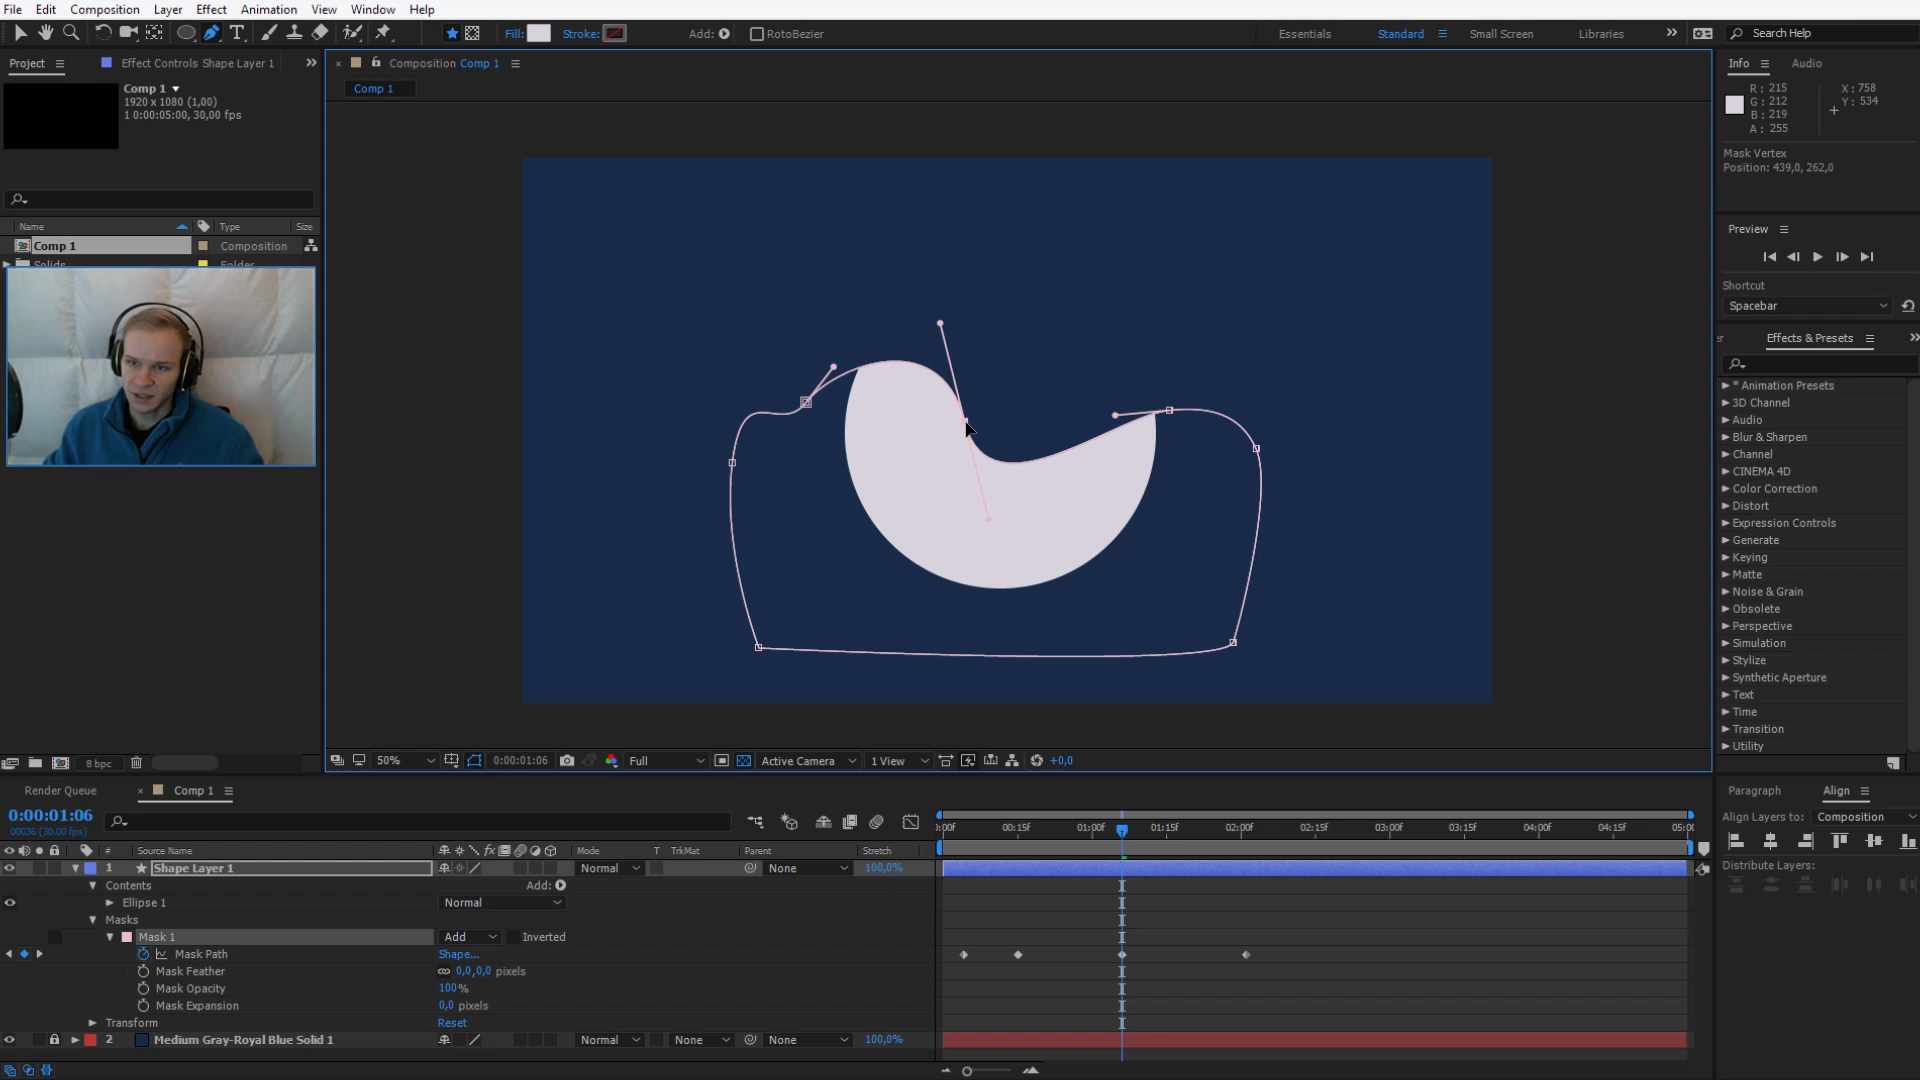 File Edit Composition Layer Effect Animation View Window Help
T Fill: Stroke: Add: RotoBezier Essentials Standard Small Screen Libraries Search Help
Project Effect Controls Shape Layer 1
Comp 1
1920 x 1080 (1,00)
1 0:00:05:00, 30,00 fps
Name Type Size
Comp 1 Composition
Solids Folder
8 bpc
Composition Comp 1
Comp 1
50% 0:00:01:06 Full Active Camera 1 View +0,0
Info Audio
R: 215 X: 758
G: 212 Y: 534
B: 219
A: 255
Mask Vertex
Position: 439,0, 262,0
Preview
Shortcut
Spacebar
Effects & Presets
* Animation Presets
3D Channel
Audio
Blur & Sharpen
Channel
CINEMA 4D
Color Correction
Distort
Expression Controls
Generate
Keying
Matte
Noise & Grain
Obsolete
Perspective
Simulation
Stylize
Synthetic Aperture
Text
Time
Transition
Utility
Render Queue Comp 1
0:00:01:06
00036 (30.00 fps)
:00f 00:15f 01:00f 01:15f 02:00f 02:15f 03:00f 03:15f 04:00f 04:15f 05:00
# Source Name fx Mode T TrkMat Parent Stretch
1 Shape Layer 1 Normal None 100,0%
Contents Add:
Ellipse 1 Normal
Masks
Mask 1 Add Inverted
Mask Path Shape...
Mask Feather 0,0,0,0 pixels
Mask Opacity 100%
Mask Expansion 0,0 pixels
Transform Reset
2 Medium Gray-Royal Blue Solid 1 Normal None None 100,0%
Paragraph Align
Align Layers to: Composition
Distribute Layers: